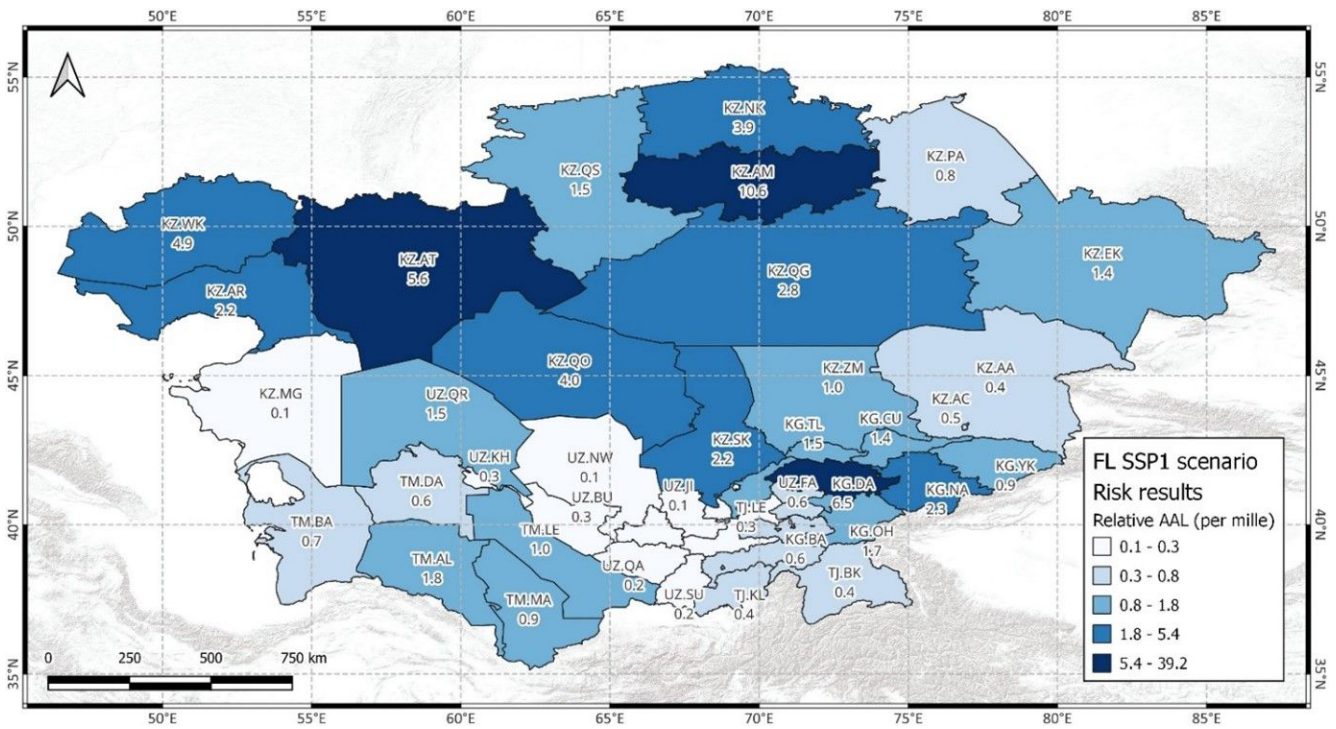 50°E 55°E 60°E 65°E 70°E 75°E 80°E 85°E
55°N 55°N
KZ.NK
3.9
KZ.PA
0.8
KZ.QS
1.5
KZ.AM
10.6
50°N 50°N
KZ.WK
4.9
KZ.AT
5.6
KZ.QG
2.8
KZ.EK
1.4
KZ.AR
2.2
45°N 45°N
KZ.MG
0.1
UZ.QR
1.5
KZ.QO
4.0
KZ.ZM
1.0
KZ.AA
0.4
KZ.AC
0.5
KG.TL
1.5
KG.CU
1.4
KZ.SK
2.2
UZ.KH
0.3
UZ.NW
0.1
KG.YK
0.9
TM.DA
0.6
UZ.BU
0.3
UZ.JI
0.1
UZ.FA
0.6
KG.DA
6.5
KG.NA
2.3
40°N 40°N
TM.BA
0.7
TM.LE
1.0
TJ.LE
0.3
KG.BA
0.6
KG.OH
1.7
TM.AL
1.8
UZ.QA
0.2
TJ.BK
0.4
TM.MA
0.9
UZ.SU
0.2
TJ.KL
0.4
FL SSP1 scenario
Risk results
Relative AAL (per mille)
0.1 - 0.3
0.3 - 0.8
0.8 - 1.8
1.8 - 5.4
5.4 - 39.2
0 250 500 750 km
35°N 35°N
50°E 55°E 60°E 65°E 70°E 75°E 80°E 85°E